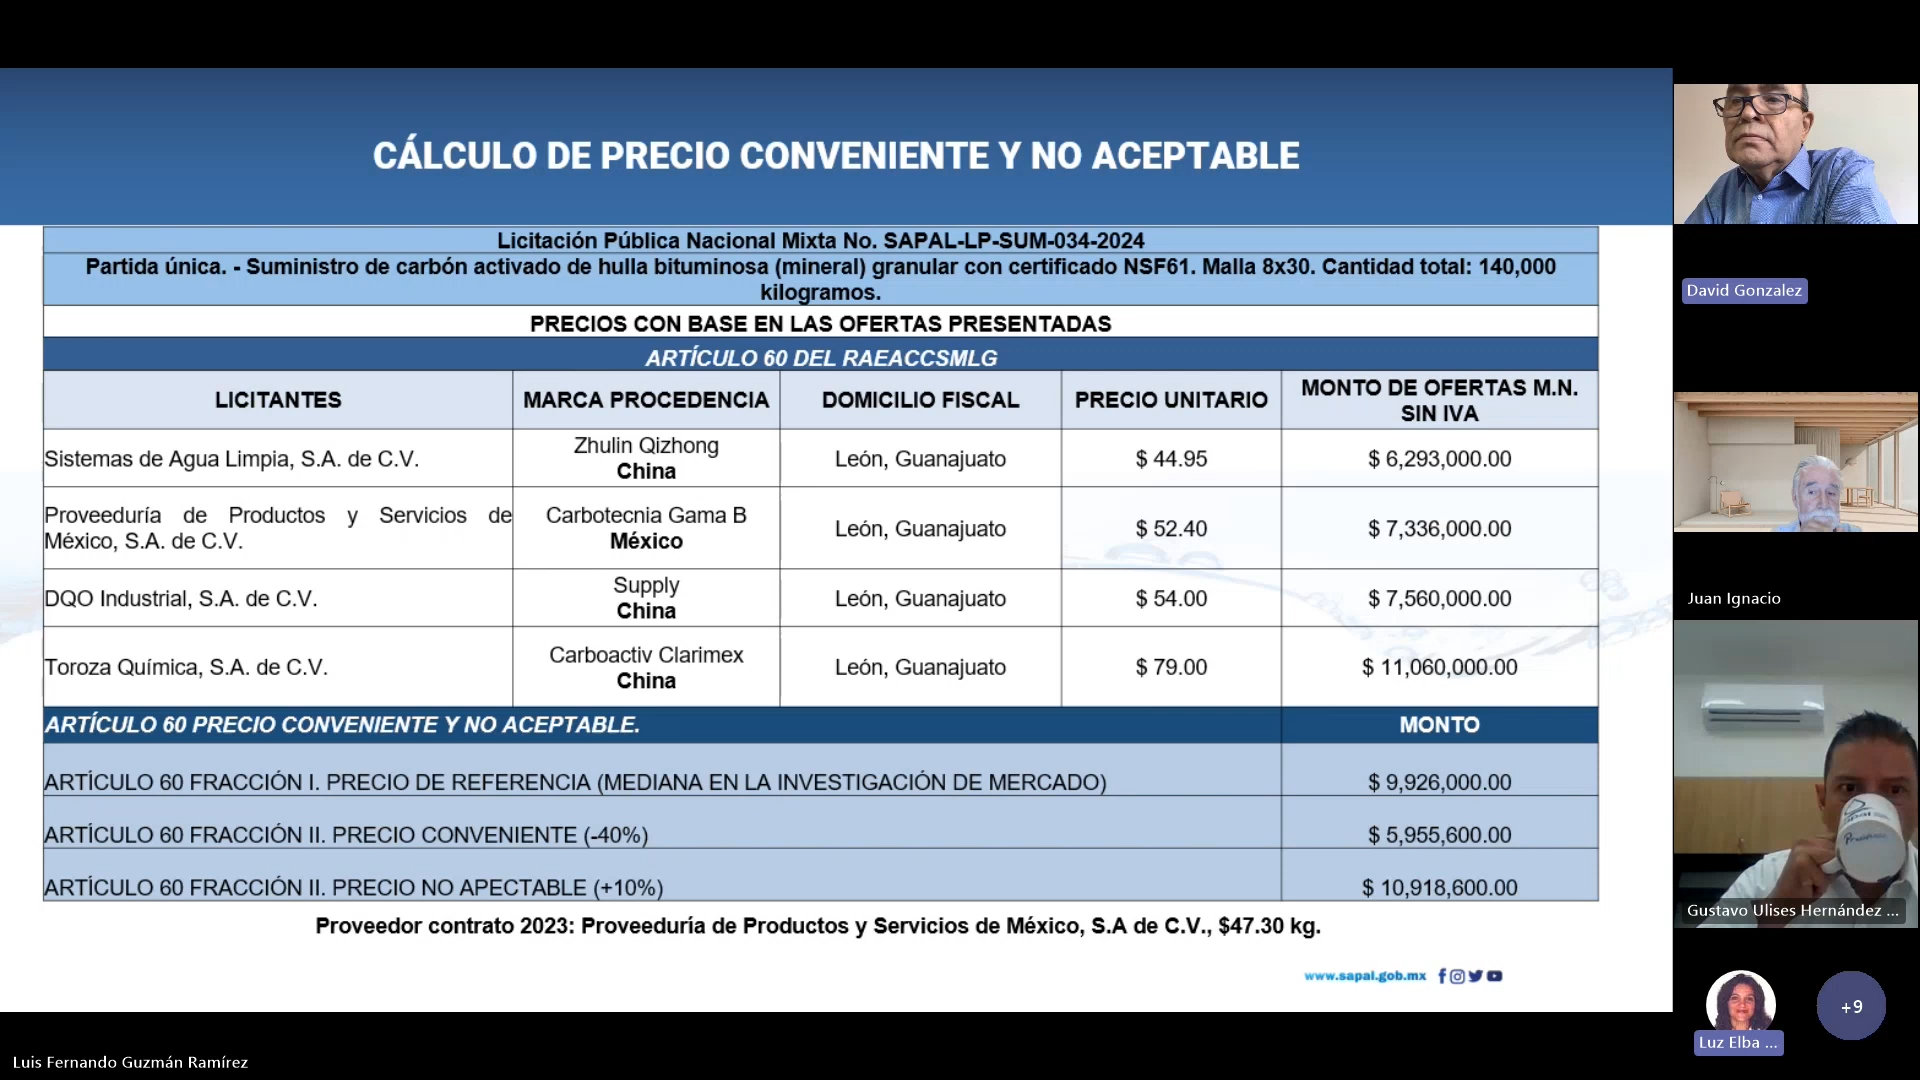 CÁLCULO DE PRECIO CONVENIENTE Y NO ACEPTABLE
Licitación Pública Nacional Mixta No. SAPAL-LP-SUM-034-2024
Partida única. - Suministro de carbón activado de hulla bituminosa (mineral) granular con certificado NSF61. Malla 8x30. Cantidad total: 140,000
kilogramos.
PRECIOS CON BASE EN LAS OFERTAS PRESENTADAS
ARTÍCULO 60 DEL RAEACCSMLG
LICITANTES
MARCA PROCEDENCIA
DOMICILIO FISCAL
PRECIO UNITARIO
MONTO DE OFERTAS M.N.
SIN IVA
Sistemas de Agua Limpia, S.A. de C.V.
Zhulin Qizhong
China
León, Guanajuato
$ 44.95
$ 6,293,000.00
Proveeduría de Productos y Servicios de
México, S.A. de C.V.
Carbotecnia Gama B
México
León, Guanajuato
$ 52.40
$ 7,336,000.00
DQO Industrial, S.A. de C.V.
Supply
China
León, Guanajuato
$ 54.00
$ 7,560,000.00
Toroza Química, S.A. de C.V.
Carboactiv Clarimex
China
León, Guanajuato
$ 79.00
$ 11,060,000.00
ARTÍCULO 60 PRECIO CONVENIENTE Y NO ACEPTABLE.
MONTO
ARTÍCULO 60 FRACCIÓN I. PRECIO DE REFERENCIA (MEDIANA EN LA INVESTIGACIÓN DE MERCADO)
$ 9,926,000.00
ARTÍCULO 60 FRACCIÓN II. PRECIO CONVENIENTE (-40%)
$ 5,955,600.00
ARTÍCULO 60 FRACCIÓN II. PRECIO NO APECTABLE (+10%)
$ 10,918,600.00
Proveedor contrato 2023: Proveeduría de Productos y Servicios de México, S.A de C.V., $47.30 kg.
www.sapal.gob.mx
David Gonzalez
Juan Ignacio
Gustavo Ulises Hernández ...
Luz Elba ...
+9
Luis Fernando Guzmán Ramírez